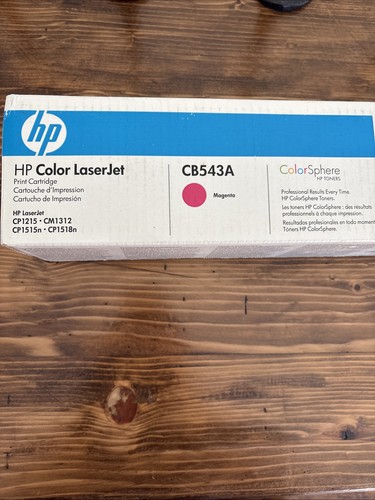 hp
HP Color LaserJet
Print Cartridge
Cartouche d'Impression
Cartucho de Impresión
HP LaserJet
CP1215 • CM1312
CP1515n • CP1518n
CB543A
Magenta
ColorSphere
HP TONERS
Professional Results Every Time.
HP ColorSphere Toners.
Les toners HP ColorSphere : des résultats
professionnels à chaque impression.
Resultados profesionales en todo momento
Tóners HP ColorSphere.